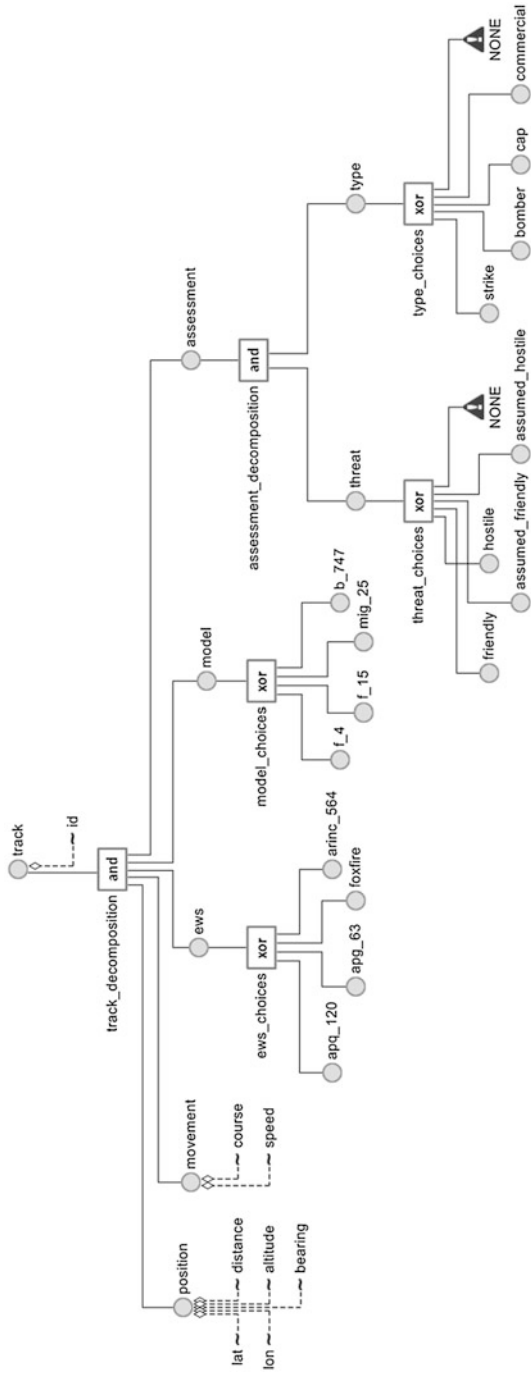 track
~ id
and
track_decomposition
position
lat ~
~ distance
lon ~
~ altitude
~ bearing
movement
~ course
~ speed
ews
xor
ews_choices
apq_120
apg_63
foxfire
arinc_564
model
xor
model_choices
f_4
f_15
mig_25
b_747
assessment
and
assessment_decomposition
threat
xor
threat_choices
NONE
friendly
hostile
assumed_friendly
assumed_hostile
type
xor
type_choices
NONE
strike
bomber
cap
commercial